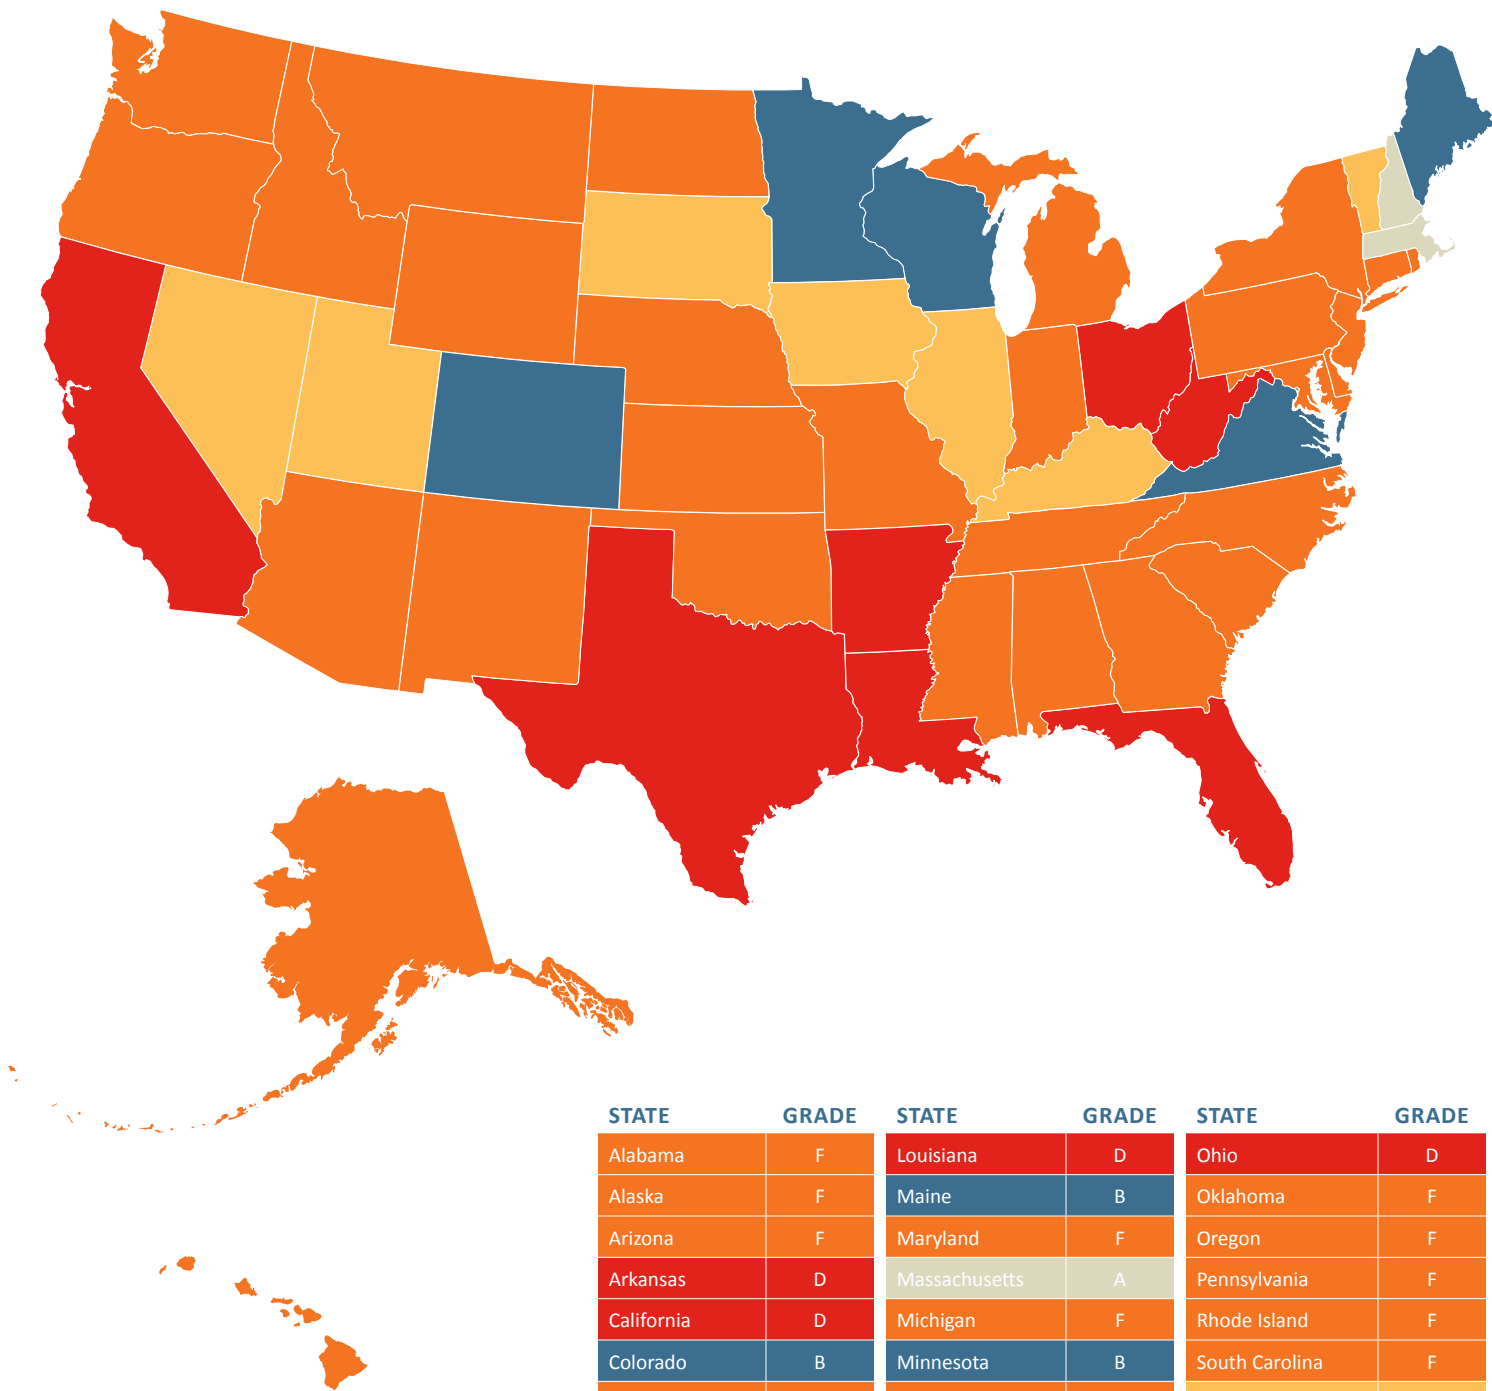 STATE GRADE STATE GRADE STATE GRADE
Alabama F Louisiana D Ohio D
Alaska F Maine B Oklahoma F
Arizona F Maryland F Oregon F
Arkansas D Massachusetts A Pennsylvania F
California D Michigan F Rhode Island F
Colorado B Minnesota B South Carolina F